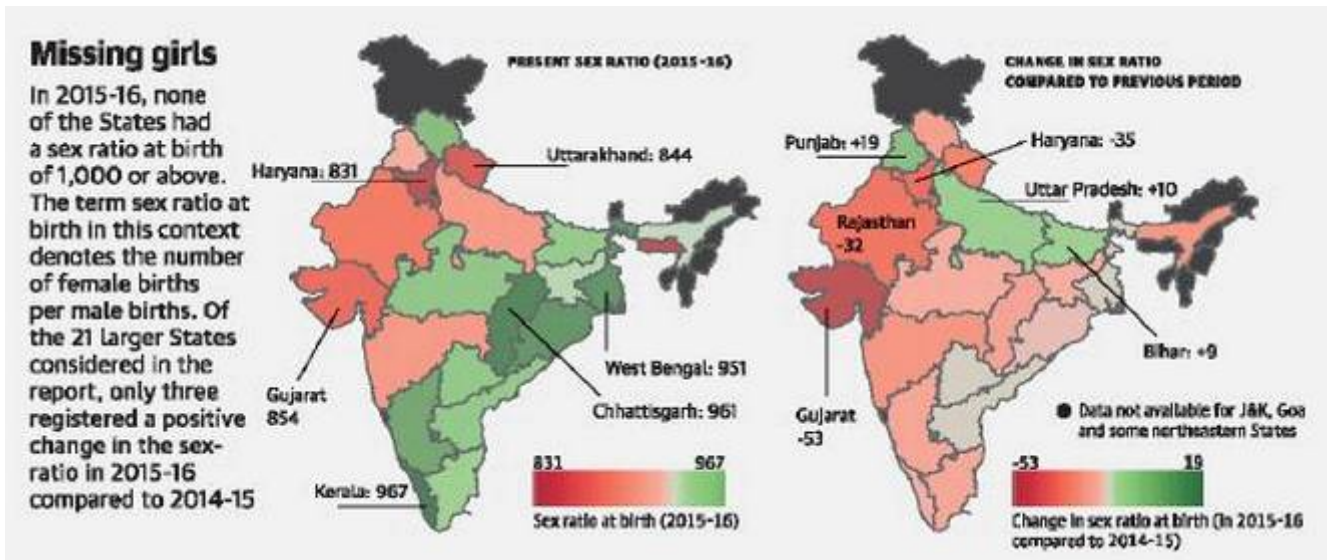 Missing girls
In 2015-16, none
of the States had
a sex ratio at birth
of 1,000 or above.
The term sex ratio at
birth in this context
denotes the number
of female births
per male births. Of
the 21 larger States
considered in the
report, only three
registered a positive
change in the sex-
ratio in 2015-16
compared to 2014-15
PRESENT SEX RATIO (2015-16)
Haryana: 831
Uttarakhand: 844
Gujarat
854
West Bengal: 951
Chhattisgarh: 961
Kerala: 967
831 967
Sex ratio at birth (2015-16)
CHANGE IN SEX RATIO
COMPARED TO PREVIOUS PERIOD
Punjab: +19
Haryana: -35
Uttar Pradesh: +10
Rajasthan
-32
Bihar: +9
Gujarat
-53
Data not available for J&K, Goa
and some northeastern States
-53 19
Change in sex ratio at birth (in 2015-16
compared to 2014-15)